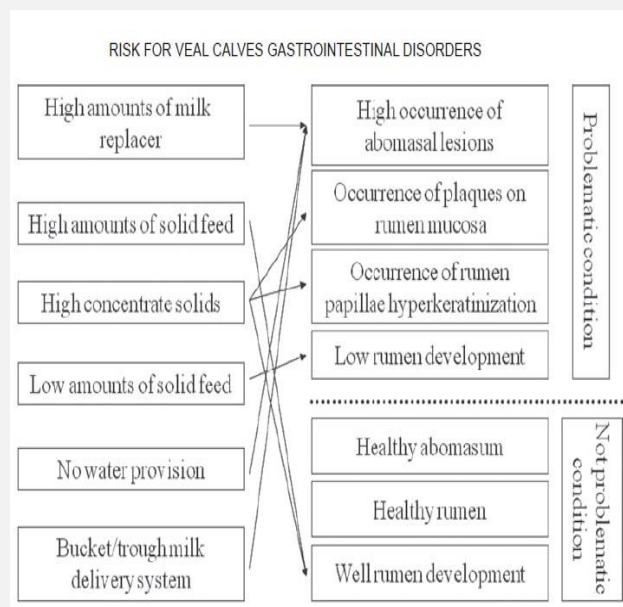 RISK FOR VEAL CALVES GASTROINTESTINAL DISORDERS
High amounts of milk
replacer
High amounts of solid feed
High concentrate solids
Low amounts of solid feed
No water provision
Bucket/trough milk
delivery system
High occurrence of
abomasal lesions
Occurrence of plaques on
rumen mucosa
Occurrence of rumen
papillae hyperkeratinization
Low rumen development
Healthy abomasum
Healthy rumen
Well rumen development
Problematic condition
Not problematic
condition